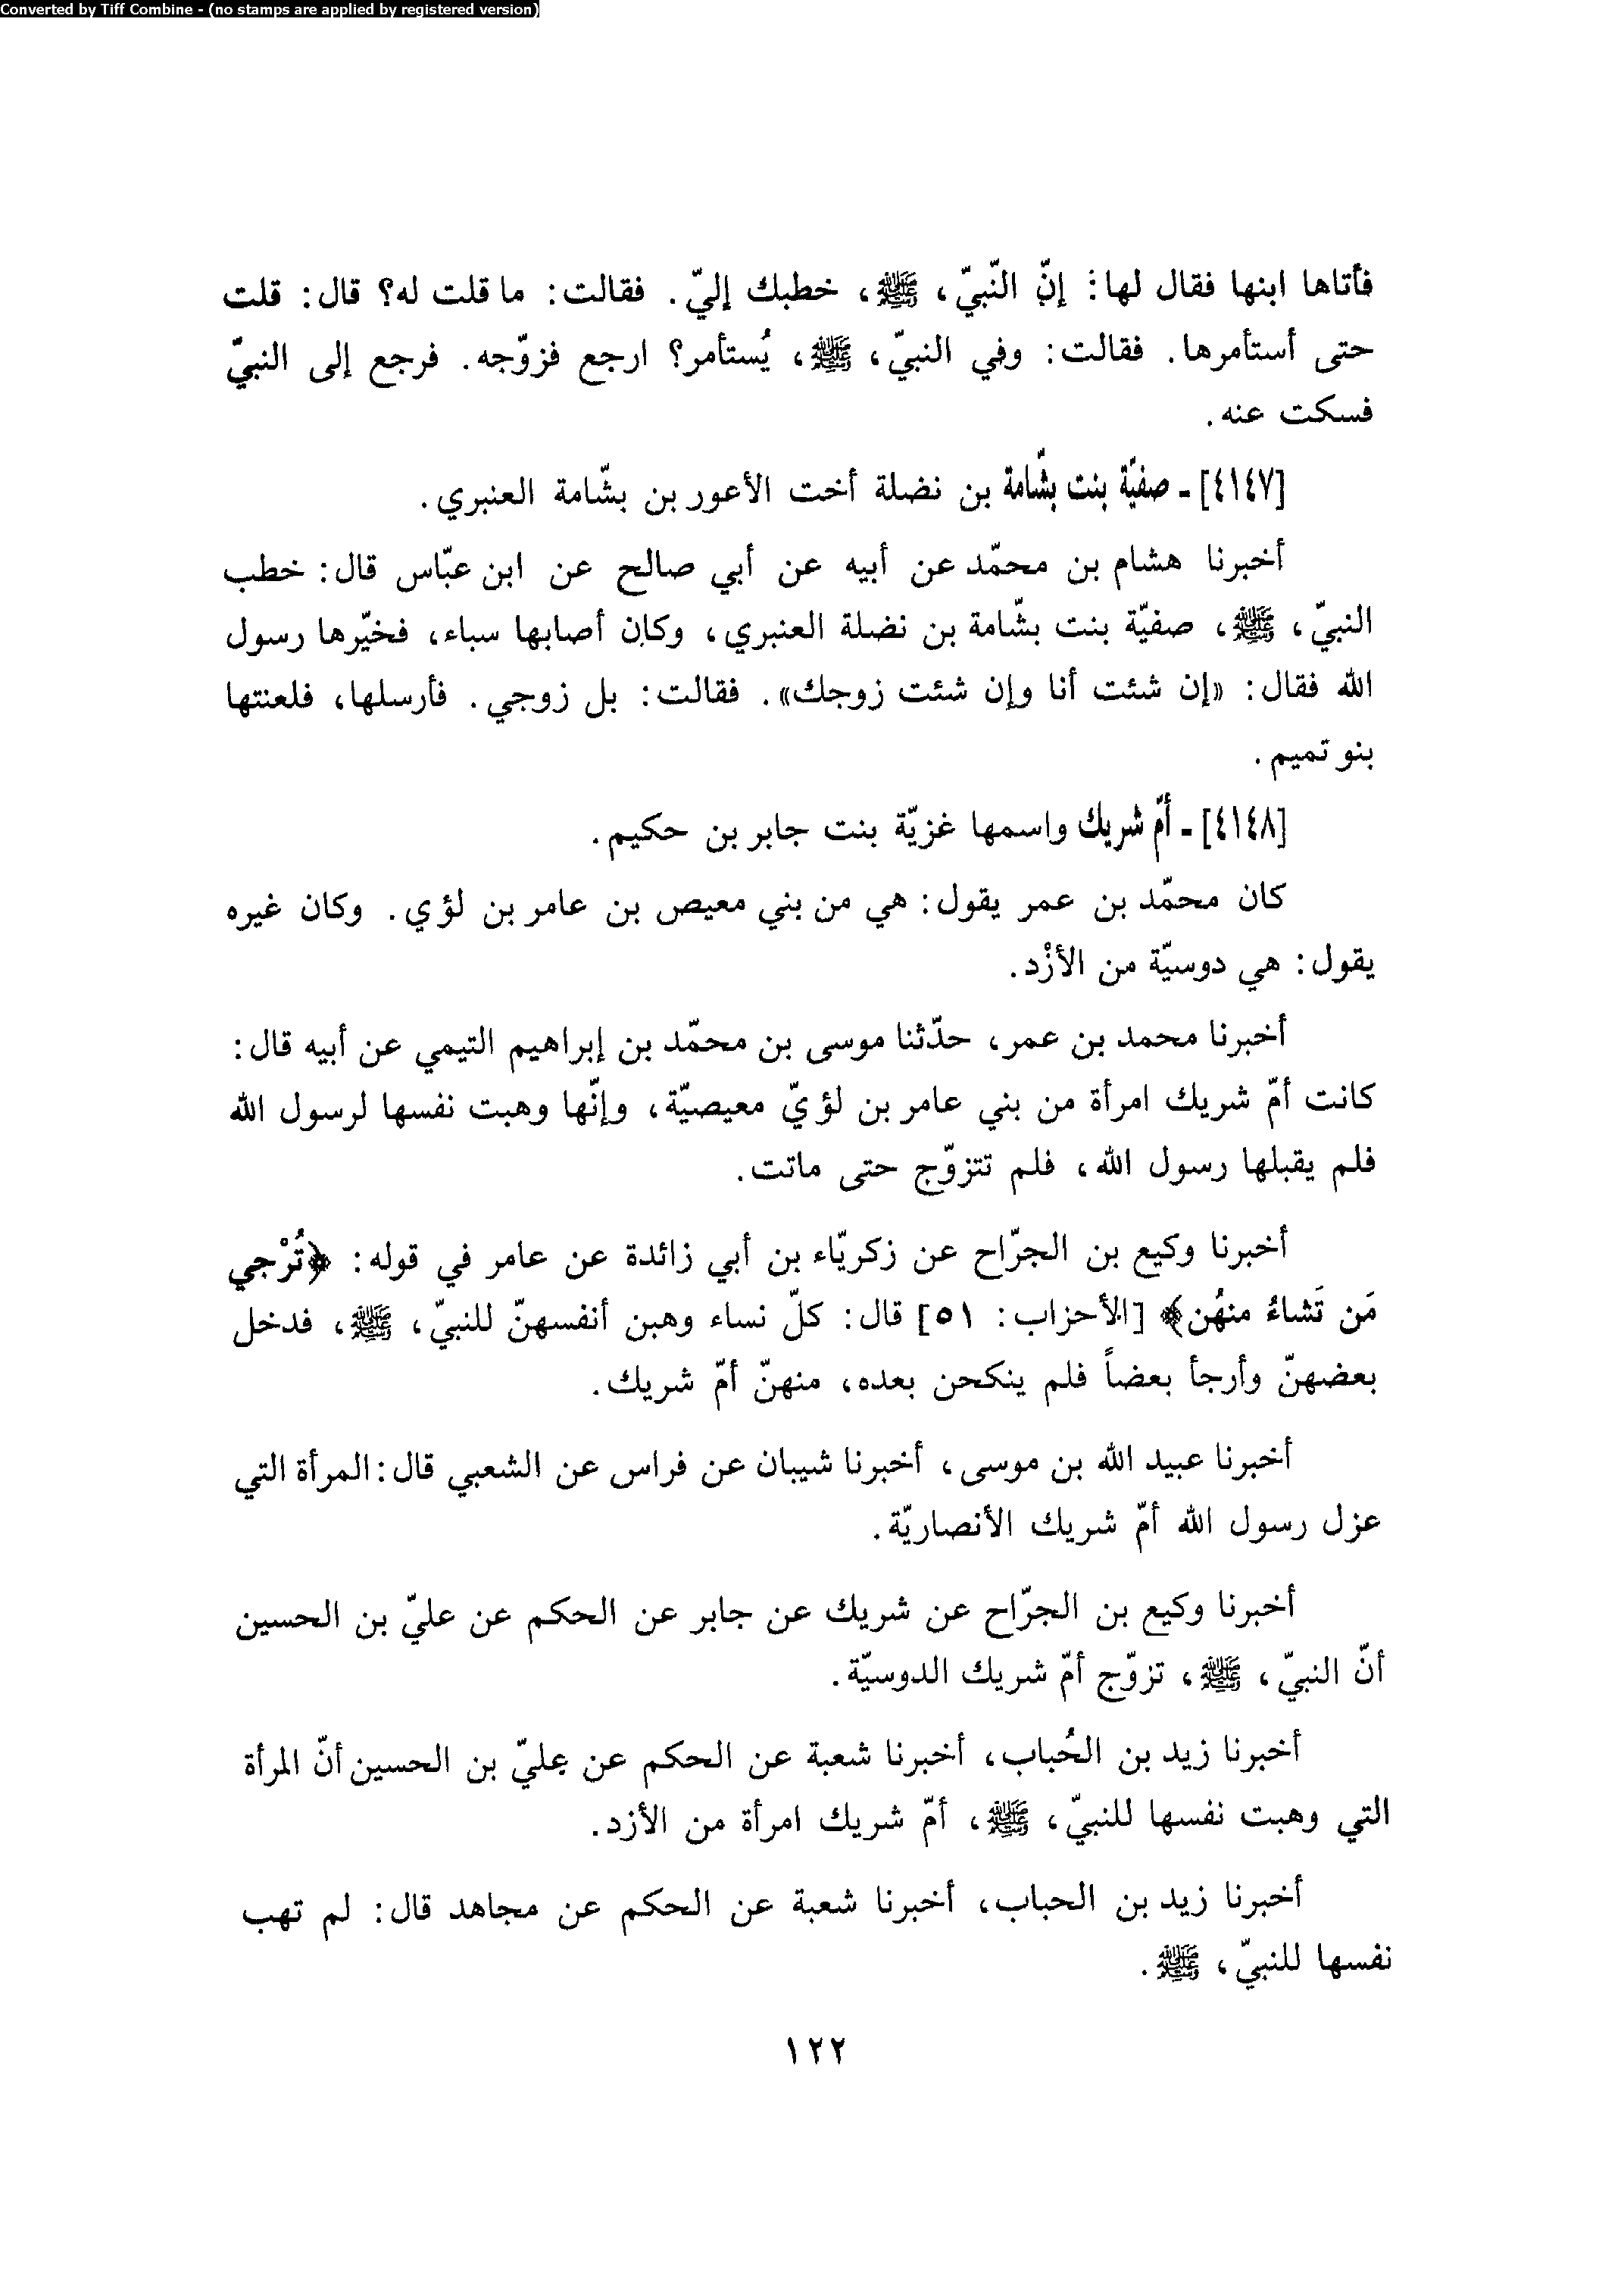 Converted by Tiff Combine - (no stamps are applied by registered version)
فأتاها ابنها فقال لها: إنّ النّبيّ، ﷺ، خطبك إليّ. فقالت: ما قلت له؟ قال: قلت
حتى أستأمرها. فقالت: وفي النبيّ، ﷺ، يُستأمر؟ ارجع فزوّجه. فرجع إلى النبيّ
فسكت عنه.
[٤١٤٧] ـ صفيّة بنت بشّامة بن نضلة أخت الأعور بن بشّامة العنبري.
أخبرنا هشام بن محمّد عن أبيه عن أبي صالح عن ابن عبّاس قال: خطب
النبيّ، ﷺ، صفيّة بنت بشّامة بن نضلة العنبري، وكان أصابها سباء، فخيّرها رسول
الله فقال: «إن شئت أنا وإن شئت زوجك». فقالت: بل زوجي. فأرسلها، فلعنتها
بنو تميم.
[٤١٤٨] ـ أمّ شريك واسمها غزيّة بنت جابر بن حكيم.
كان محمّد بن عمر يقول: هي من بني معيص بن عامر بن لؤي. وكان غيره
يقول: هي دوسيّة من الأزْد.
أخبرنا محمد بن عمر، حدّثنا موسى بن محمّد بن إبراهيم التيمي عن أبيه قال:
كانت أمّ شريك امرأة من بني عامر بن لؤيّ معيصيّة، وإنّها وهبت نفسها لرسول الله
فلم يقبلها رسول الله، فلم تتزوّج حتى ماتت.
أخبرنا وكيع بن الجرّاح عن زكريّاء بن أبي زائدة عن عامر في قوله: ﴿تُرْجي
مَن تَشاءُ منهُن﴾ [الأحزاب: ٥١] قال: كلّ نساء وهبن أنفسهنّ للنبيّ، ﷺ، فدخل
بعضهنّ وأرجأ بعضاً فلم ينكحن بعده، منهنّ أمّ شريك.
أخبرنا عبيد الله بن موسى، أخبرنا شيبان عن فراس عن الشعبي قال: المرأة التي
عزل رسول الله أمّ شريك الأنصاريّة.
أخبرنا وكيع بن الجرّاح عن شريك عن جابر عن الحكم عن عليّ بن الحسين
أنّ النبيّ، ﷺ، تزوّج أمّ شريك الدوسيّة.
أخبرنا زيد بن الحُباب، أخبرنا شعبة عن الحكم عن عليّ بن الحسين أنّ المرأة
التي وهبت نفسها للنبيّ، ﷺ، أمّ شريك امرأة من الأزد.
أخبرنا زيد بن الحباب، أخبرنا شعبة عن الحكم عن مجاهد قال: لم تهب
نفسها للنبيّ، ﷺ.
١٢٢